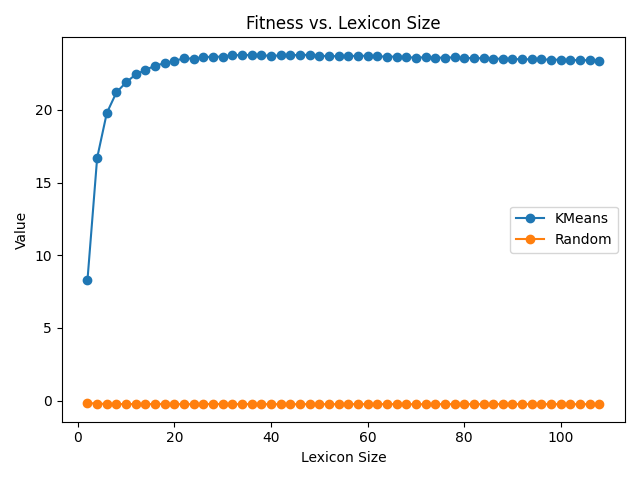 Fitness vs. Lexicon Size
Value
20
15
10
5
0
KMeans
Random
0 20 40 60 80 100
Lexicon Size